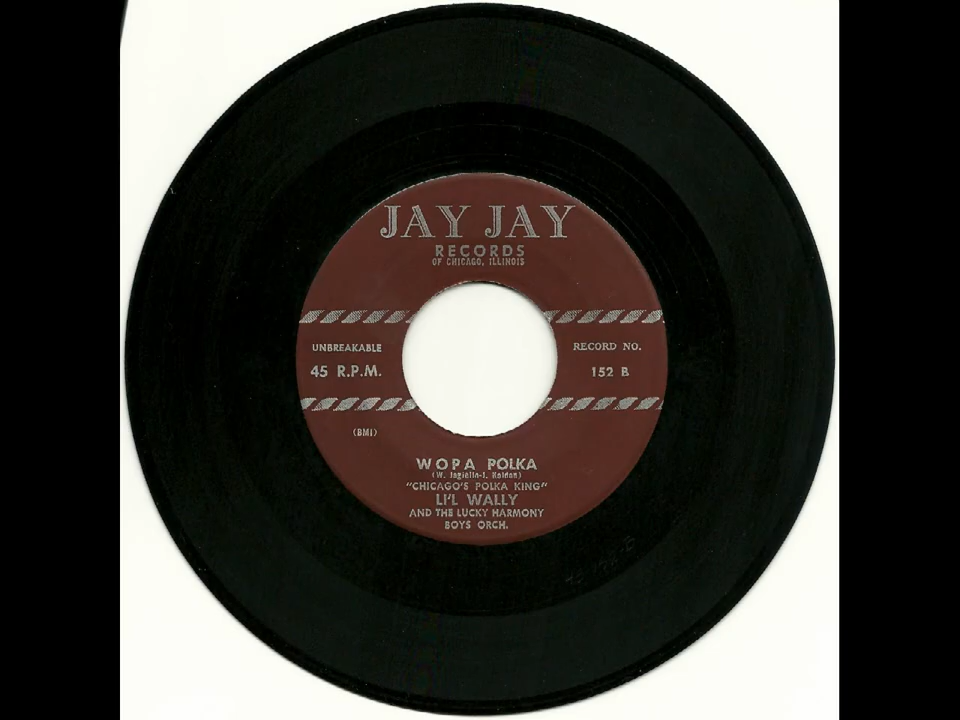 JAY JAY
RECORDS
OF CHICAGO, ILLINOIS
UNBREAKABLE
45 R.P.M.
RECORD NO.
152 B
(BMI)
WOPA POLKA
(W. Jagiello-
"CHICAGO'S POLKA KING"
LI'L WALLY
AND THE LUCKY HARMONY
BOYS ORCH.